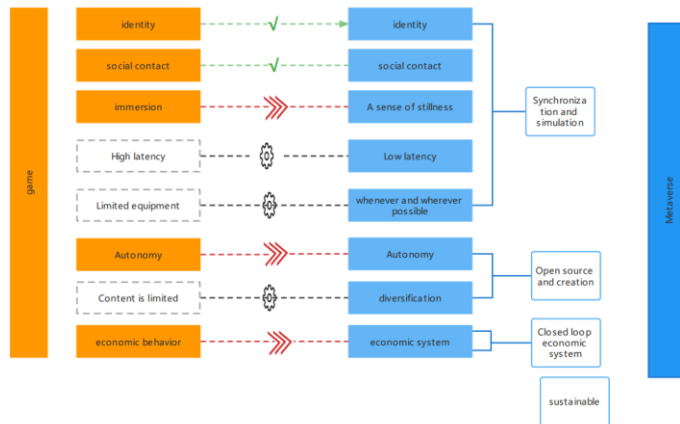 game
identity
√
identity
social contact
√
social contact
immersion
A sense of stillness
High latency
Low latency
Limited equipment
whenever and wherever
possible
Autonomy
Autonomy
Content is limited
diversification
economic behavior
economic system
Synchroniza
tion and
simulation
Open source
and creation
Closed loop
economic
system
sustainable
Metaverse